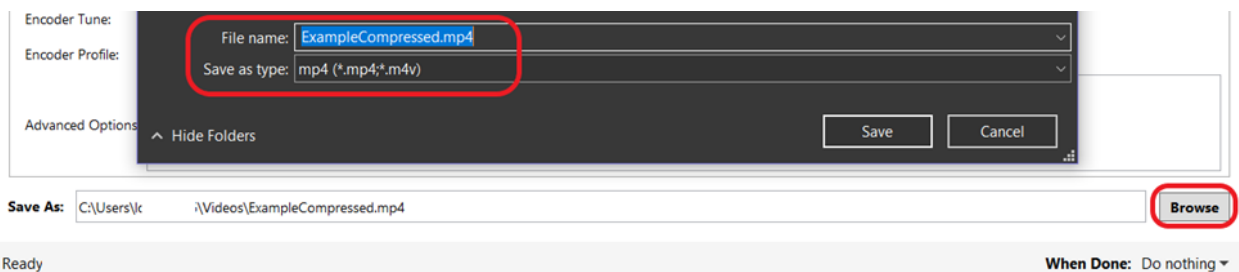 Encoder Tune:
File name: ExampleCompressed.mp4
Encoder Profile:
Save as type: mp4 (*.mp4;*.m4v)
Advanced Options
Hide Folders
Save
Cancel
Save As: C:\Users\lc \Videos\ExampleCompressed.mp4
Browse
Ready
When Done: Do nothing